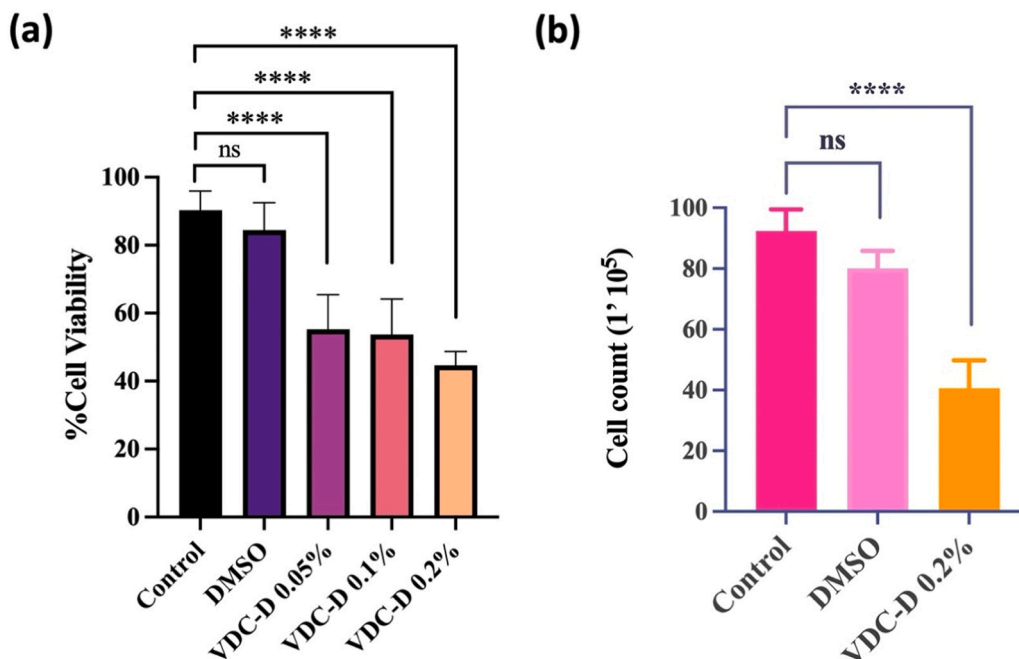 (a)
****
****
****
ns
100
80
60
40
20
0
%Cell Viability
Control
DMSO
VDC-D 0.05%
VDC-D 0.1%
VDC-D 0.2%
(b)
****
ns
100
80
60
40
20
0
Cell count (1’ 10⁵)
Control
DMSO
VDC-D 0.2%